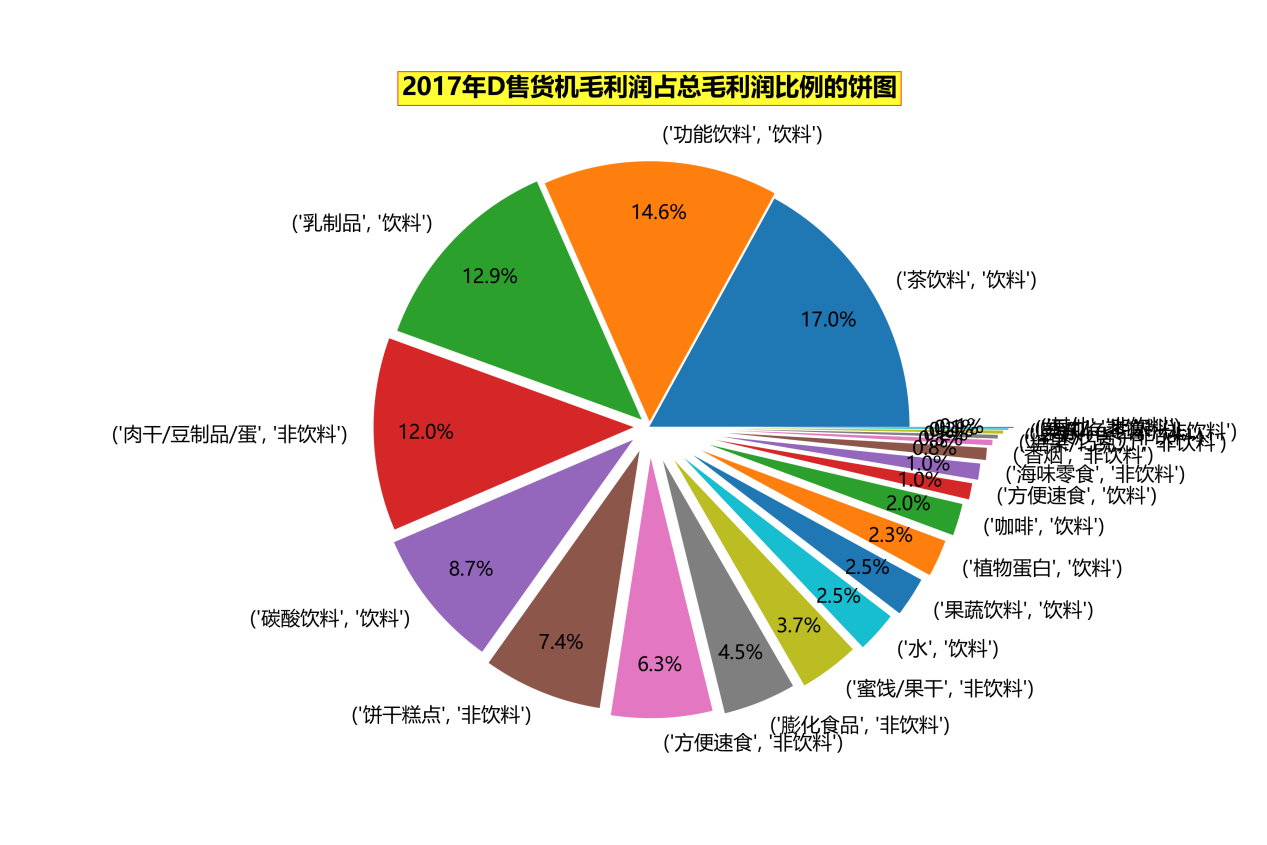 2017年D售货机毛利润占总毛利润比例的饼图
('功能饮料', '饮料')
14.6%
('乳制品', '饮料')
12.9%
('茶饮料', '饮料')
17.0%
('肉干/豆制品/蛋', '非饮料')
12.0%
('碳酸饮料', '饮料')
8.7%
('饼干糕点', '非饮料')
7.4%
('方便速食', '非饮料')
6.3%
('膨化食品', '非饮料')
4.5%
('蜜饯/果干', '非饮料')
3.7%
('水', '饮料')
2.5%
('果蔬饮料', '饮料')
2.5%
('植物蛋白', '饮料')
2.3%
('咖啡', '饮料')
2.0%
('方便速食', '饮料')
1.0%
('海味零食', '非饮料')
1.0%
('香烟', '非饮料')
0.8%